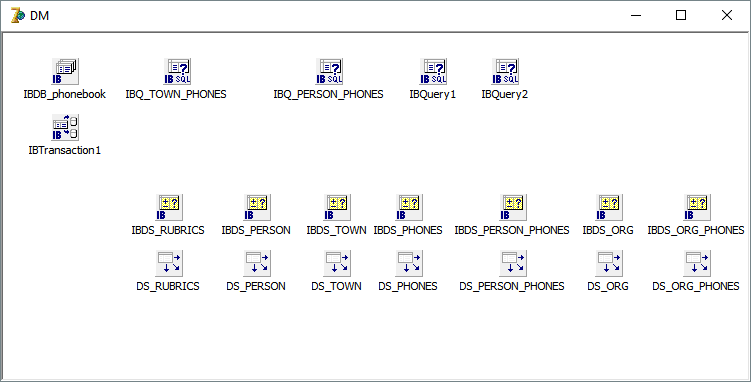 DM
IBDB_phonebook IBQ_TOWN_PHONES IBQ_PERSON_PHONES IBQuery1 IBQuery2
IBTransaction1
IBDS_RUBRICS IBDS_PERSON IBDS_TOWN IBDS_PHONES IBDS_PERSON_PHONES IBDS_ORG IBDS_ORG_PHONES
DS_RUBRICS DS_PERSON DS_TOWN DS_PHONES DS_PERSON_PHONES DS_ORG DS_ORG_PHONES